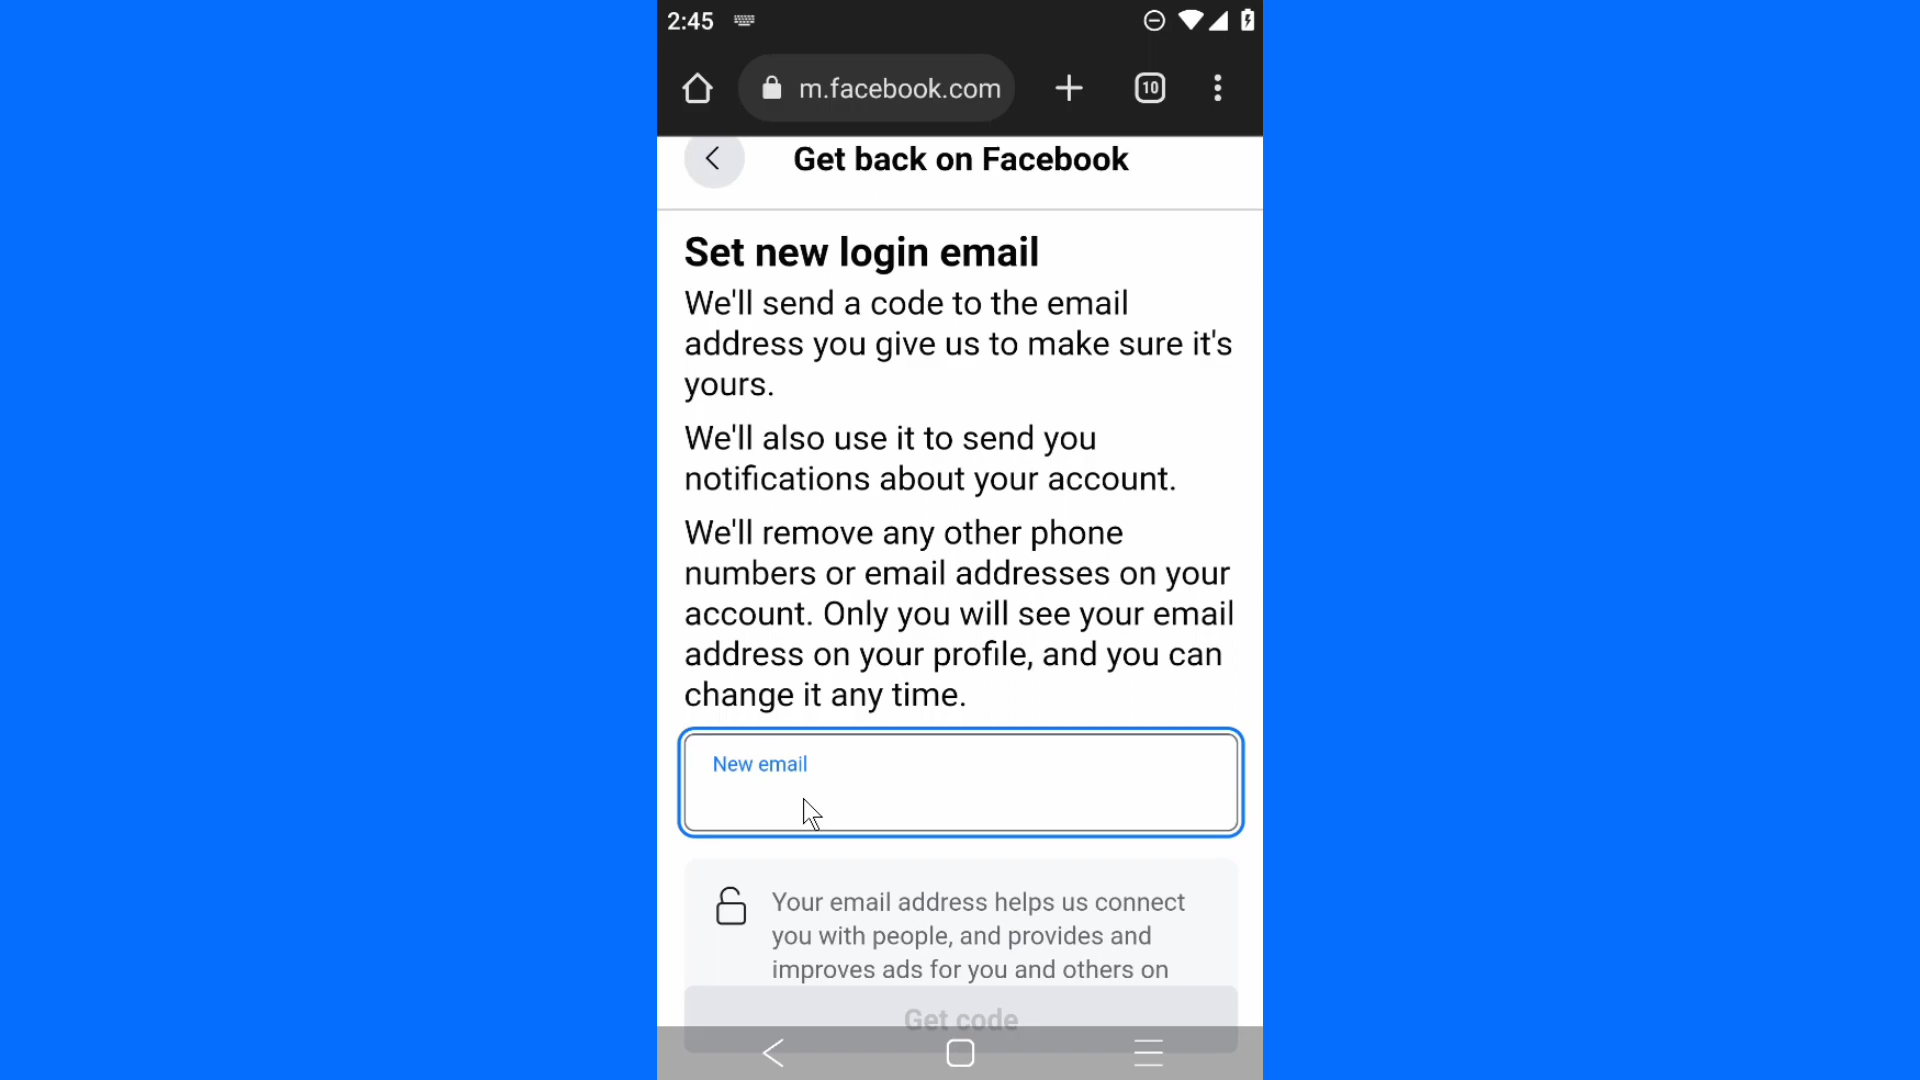 2:45
m.facebook.com
10
Get back on Facebook
Set new login email
We'll send a code to the email
address you give us to make sure it's
yours.
We'll also use it to send you
notifications about your account.
We'll remove any other phone
numbers or email addresses on your
account. Only you will see your email
address on your profile, and you can
change it any time.
New email
Your email address helps us connect
you with people, and provides and
improves ads for you and others on
Get code